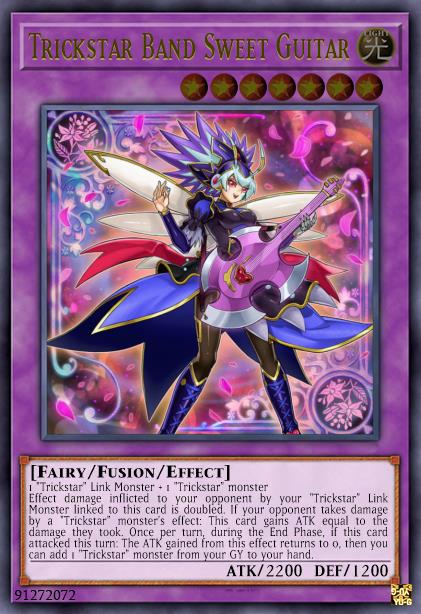 Trickstar Band Sweet Guitar
LIGHT
光
[Fairy/Fusion/Effect]
1 "Trickstar" Link Monster + 1 "Trickstar" monster
Effect damage inflicted to your opponent by your "Trickstar" Link
Monster linked to this card is doubled. If your opponent takes damage
by a "Trickstar" monster's effect: This card gains ATK equal to the
damage they took. Once per turn, during the End Phase, if this card
attacked this turn: The ATK gained from this effect returns to 0, then you
can add 1 "Trickstar" monster from your GY to your hand.
ATK/2200 DEF/1200
91272072